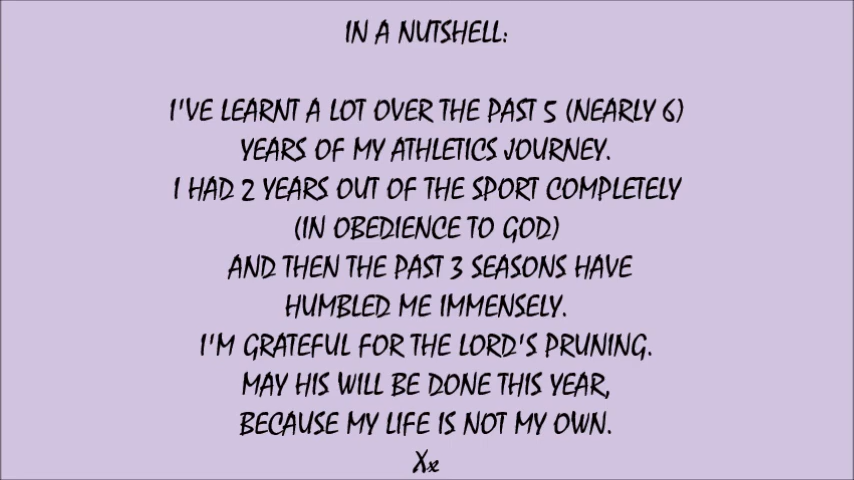 IN A NUTSHELL:
I'VE LEARNT A LOT OVER THE PAST 5 (NEARLY 6)
YEARS OF MY ATHLETICS JOURNEY.
I HAD 2 YEARS OUT OF THE SPORT COMPLETELY
(IN OBEDIENCE TO GOD)
AND THEN THE PAST 3 SEASONS HAVE
HUMBLED ME IMMENSELY.
I'M GRATEFUL FOR THE LORD'S PRUNING.
MAY HIS WILL BE DONE THIS YEAR,
BECAUSE MY LIFE IS NOT MY OWN.
Xx